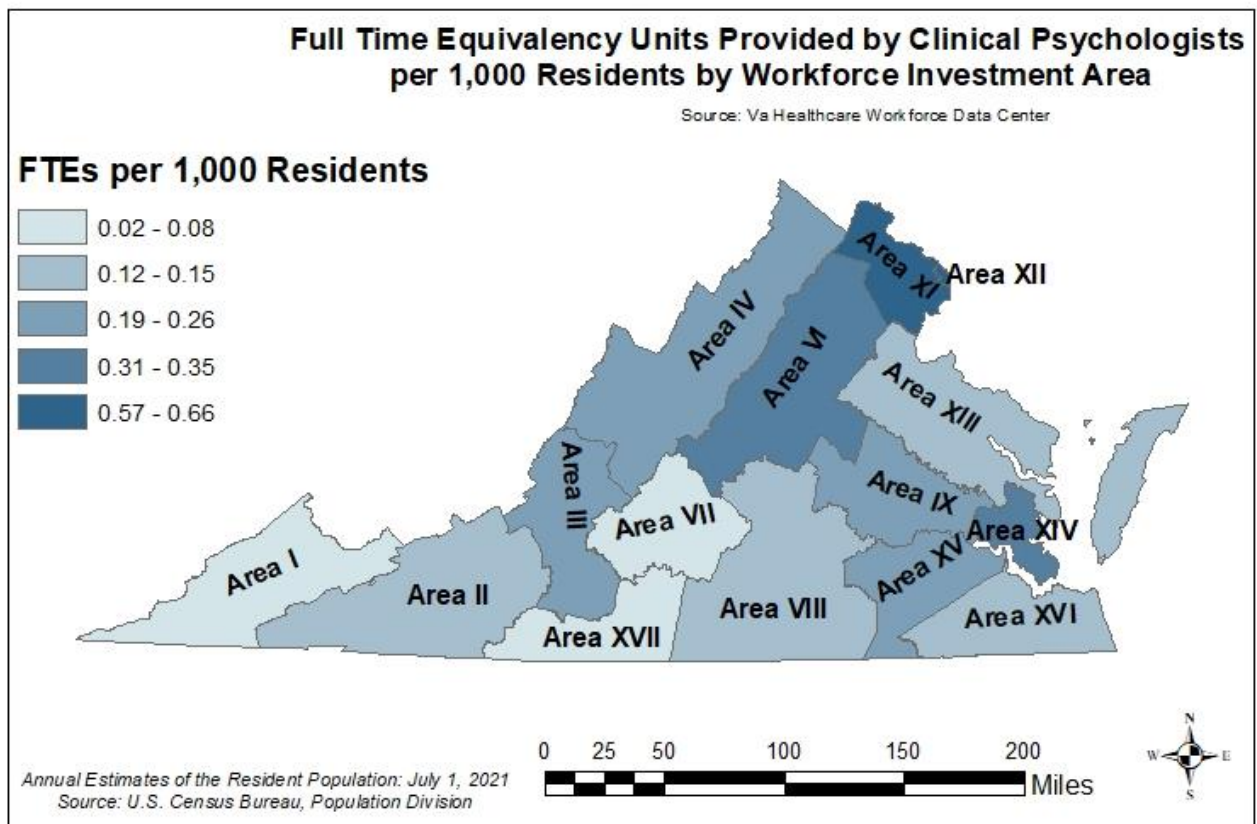 Full Time Equivalency Units Provided by Clinical Psychologists
per 1,000 Residents by Workforce Investment Area
Source: Va Healthcare Workforce Data Center
FTEs per 1,000 Residents
0.02 - 0.08
0.12 - 0.15
0.19 - 0.26
0.31 - 0.35
0.57 - 0.66
Area XI
Area XII
Area IV
Area VI
Area XIII
Area III
Area IX
Area VII
Area XIV
Area XV
Area I
Area II
Area VIII
Area XVI
Area XVII
N
W E
S
0 25 50 100 150 200
Miles
Annual Estimates of the Resident Population: July 1, 2021
Source: U.S. Census Bureau, Population Division